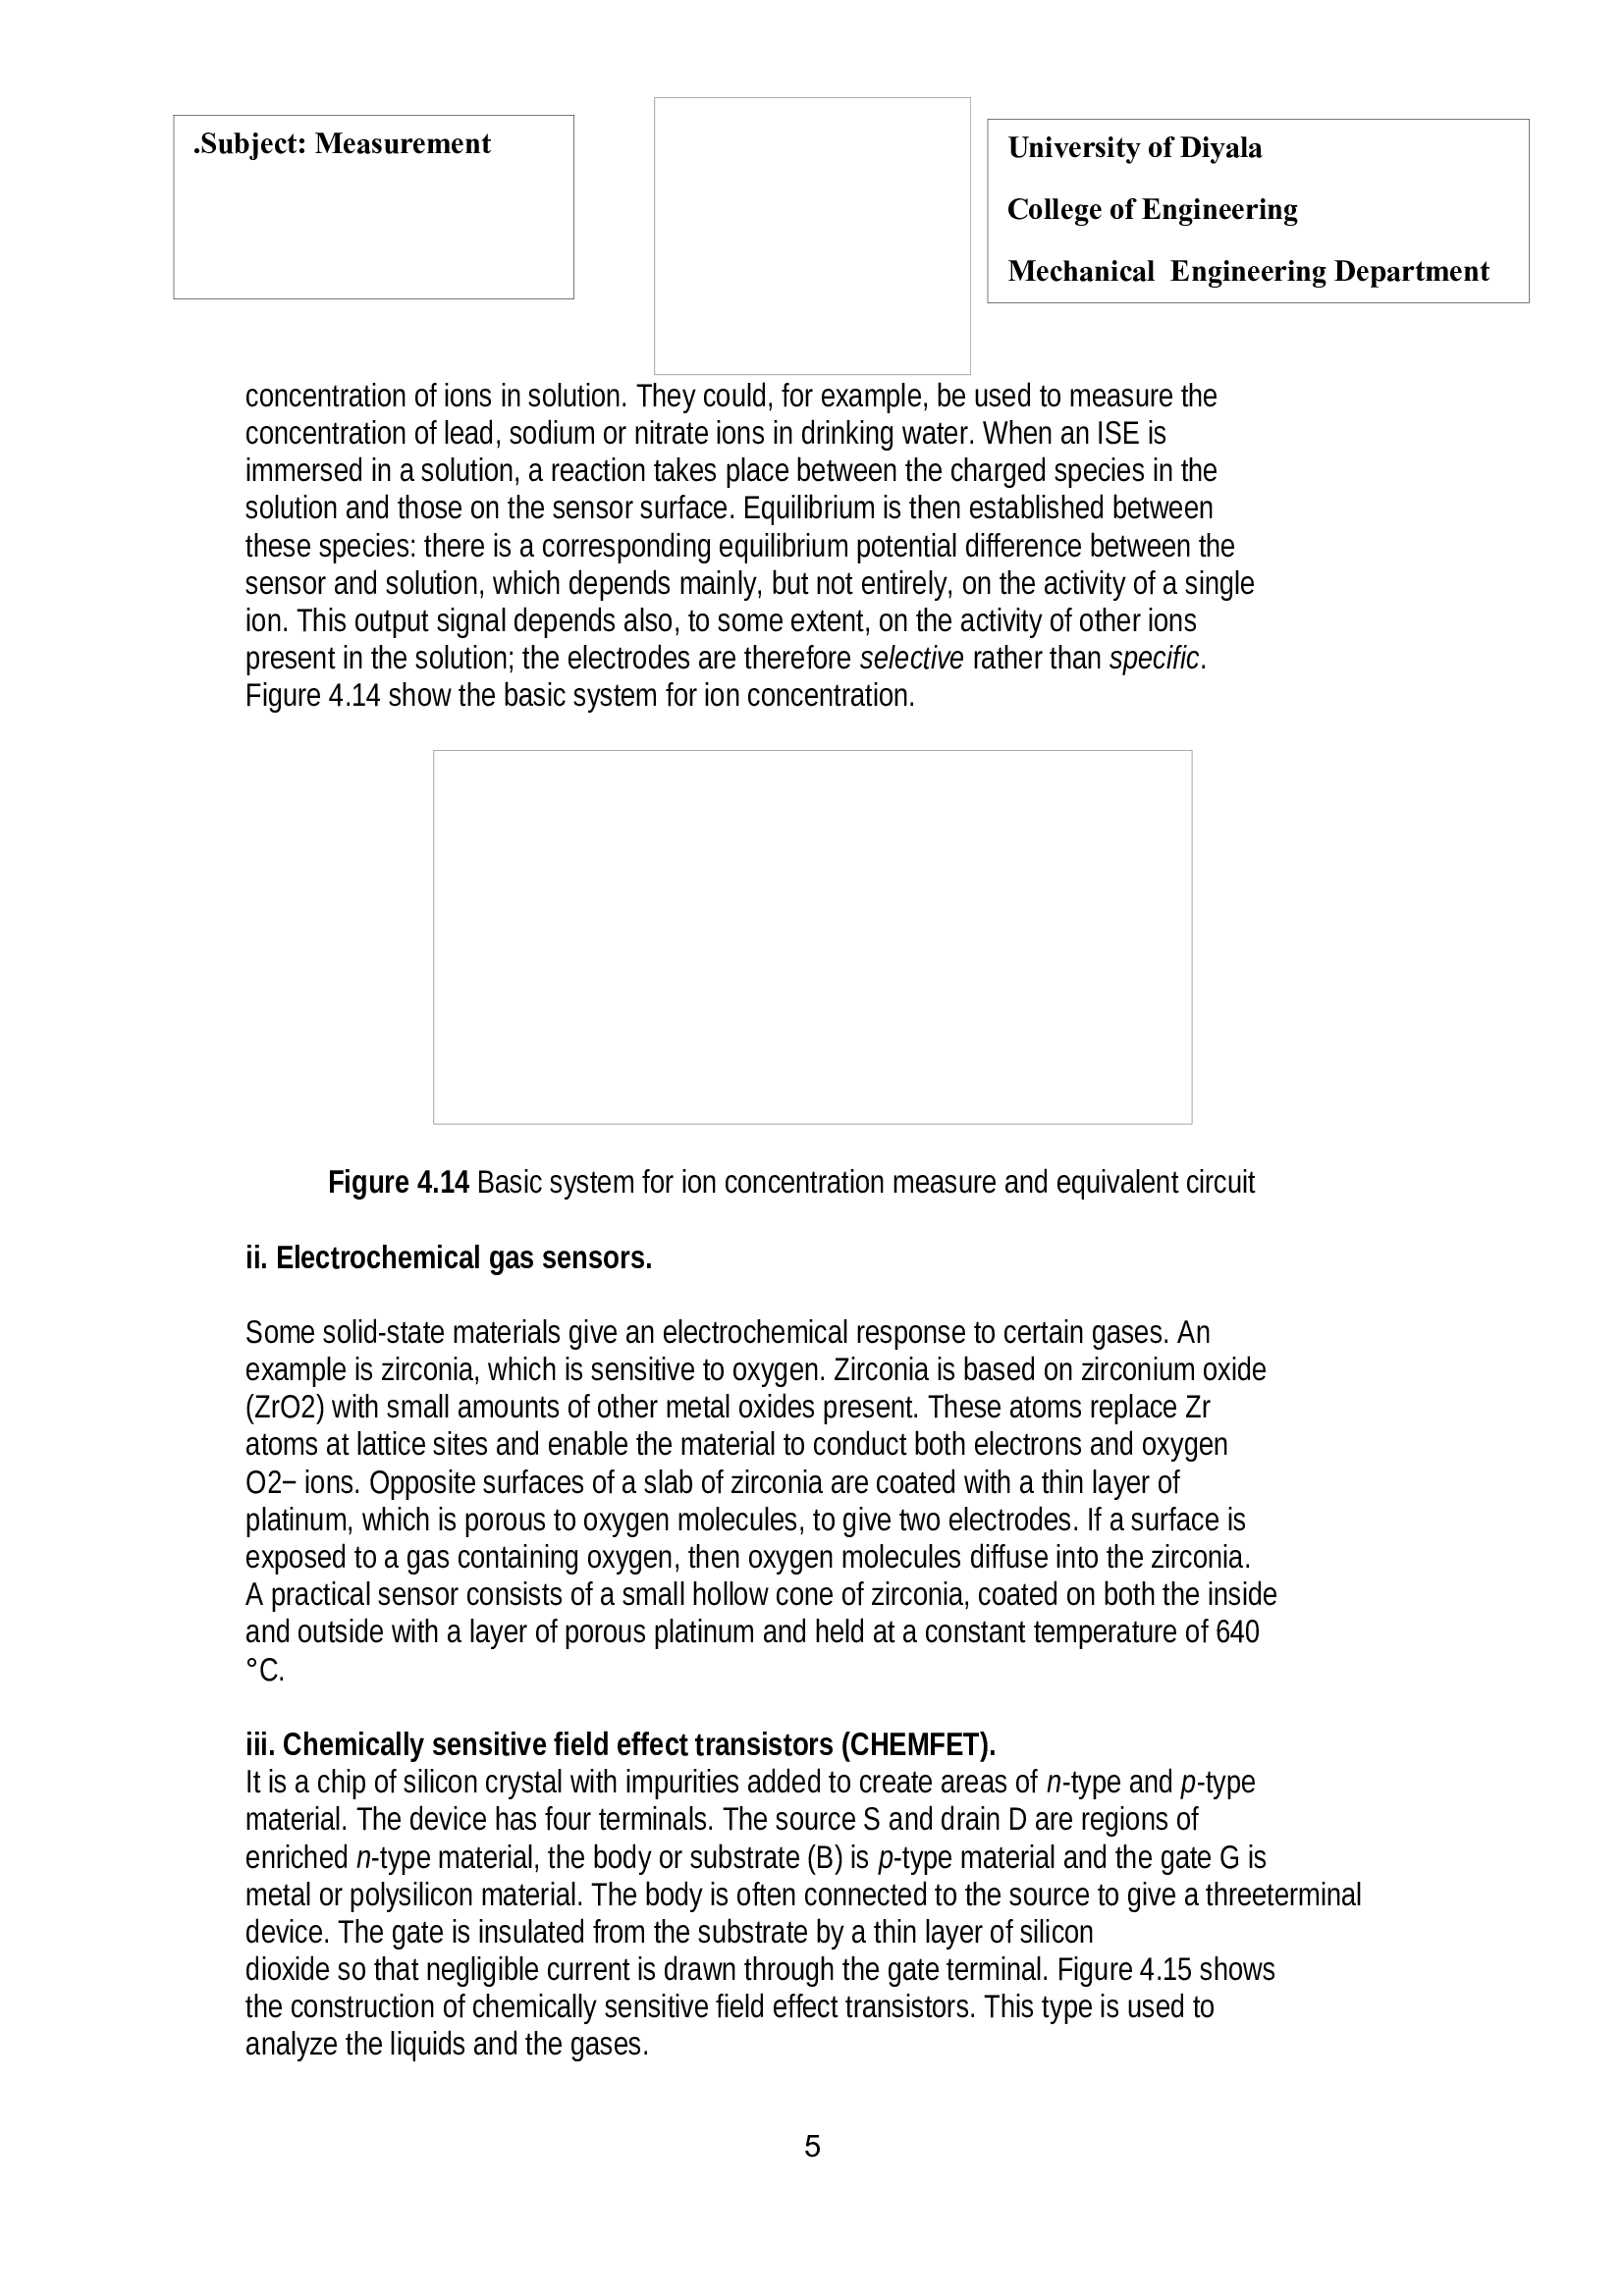 .Subject: Measurement
University of Diyala
College of Engineering
Mechanical  Engineering Department
concentration of ions in solution. They could, for example, be used to measure the
concentration of lead, sodium or nitrate ions in drinking water. When an ISE is
immersed in a solution, a reaction takes place between the charged species in the
solution and those on the sensor surface. Equilibrium is then established between
these species: there is a corresponding equilibrium potential difference between the
sensor and solution, which depends mainly, but not entirely, on the activity of a single
ion. This output signal depends also, to some extent, on the activity of other ions
present in the solution; the electrodes are therefore selective rather than specific.
Figure 4.14 show the basic system for ion concentration.
Figure 4.14 Basic system for ion concentration measure and equivalent circuit
ii. Electrochemical gas sensors.
Some solid-state materials give an electrochemical response to certain gases. An
example is zirconia, which is sensitive to oxygen. Zirconia is based on zirconium oxide
(ZrO2) with small amounts of other metal oxides present. These atoms replace Zr
atoms at lattice sites and enable the material to conduct both electrons and oxygen
O2− ions. Opposite surfaces of a slab of zirconia are coated with a thin layer of
platinum, which is porous to oxygen molecules, to give two electrodes. If a surface is
exposed to a gas containing oxygen, then oxygen molecules diffuse into the zirconia.
A practical sensor consists of a small hollow cone of zirconia, coated on both the inside
and outside with a layer of porous platinum and held at a constant temperature of 640
°C.
iii. Chemically sensitive field effect transistors (CHEMFET).
It is a chip of silicon crystal with impurities added to create areas of n-type and p-type
material. The device has four terminals. The source S and drain D are regions of
enriched n-type material, the body or substrate (B) is p-type material and the gate G is
metal or polysilicon material. The body is often connected to the source to give a threeterminal
device. The gate is insulated from the substrate by a thin layer of silicon
dioxide so that negligible current is drawn through the gate terminal. Figure 4.15 shows
the construction of chemically sensitive field effect transistors. This type is used to
analyze the liquids and the gases.
5